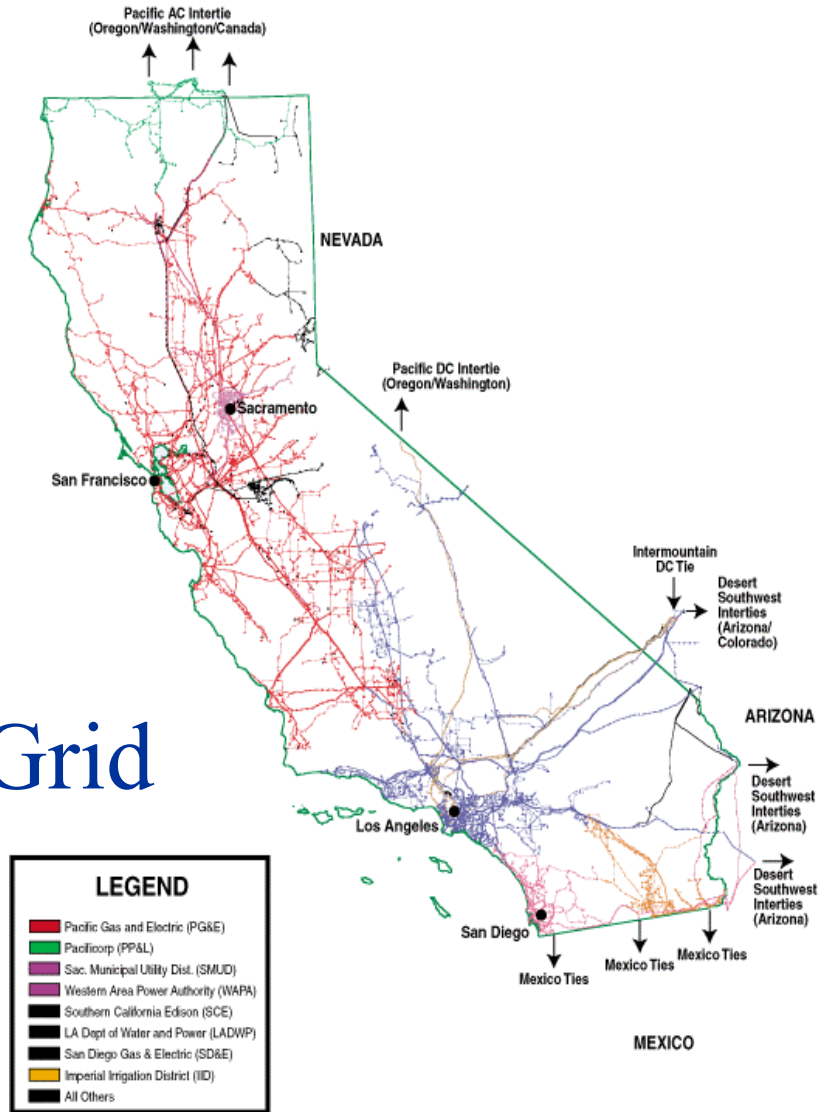 Pacific AC Intertie
(Oregon/Washington/Canada)
NEVADA
Pacific DC Intertie
(Oregon/Washington)
Sacramento
San Francisco
Intermountain
DC Tie
Desert
Southwest
Interties
(Arizona/
Colorado)
ARIZONA
Grid
Desert
Southwest
Interties
(Arizona)
Los Angeles
Desert
Southwest
Interties
(Arizona)
San Diego
Mexico Ties
Mexico Ties
Mexico Ties
MEXICO
LEGEND
Pacific Gas and Electric (PG&E)
Pacificorp (PP&L)
Sac. Municipal Utility Dist. (SMUD)
Western Area Power Authority (WAPA)
Southern California Edison (SCE)
LA Dept of Water and Power (LADWP)
San Diego Gas & Electric (SD&E)
Imperial Irrigation District (IID)
All Others